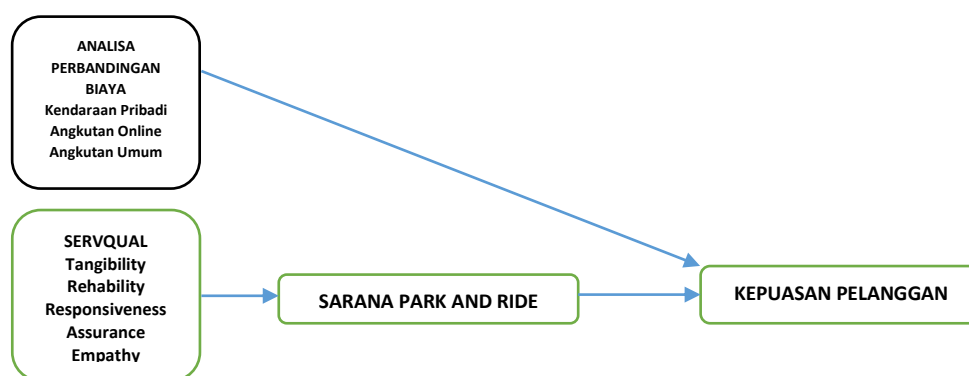 ANALISA
PERBANDINGAN
BIAYA
Kendaraan Pribadi
Angkutan Online
Angkutan Umum
SERVQUAL
Tangibility
Rehability
Responsiveness
Assurance
Empathy
SARANA PARK AND RIDE
KEPUASAN PELANGGAN